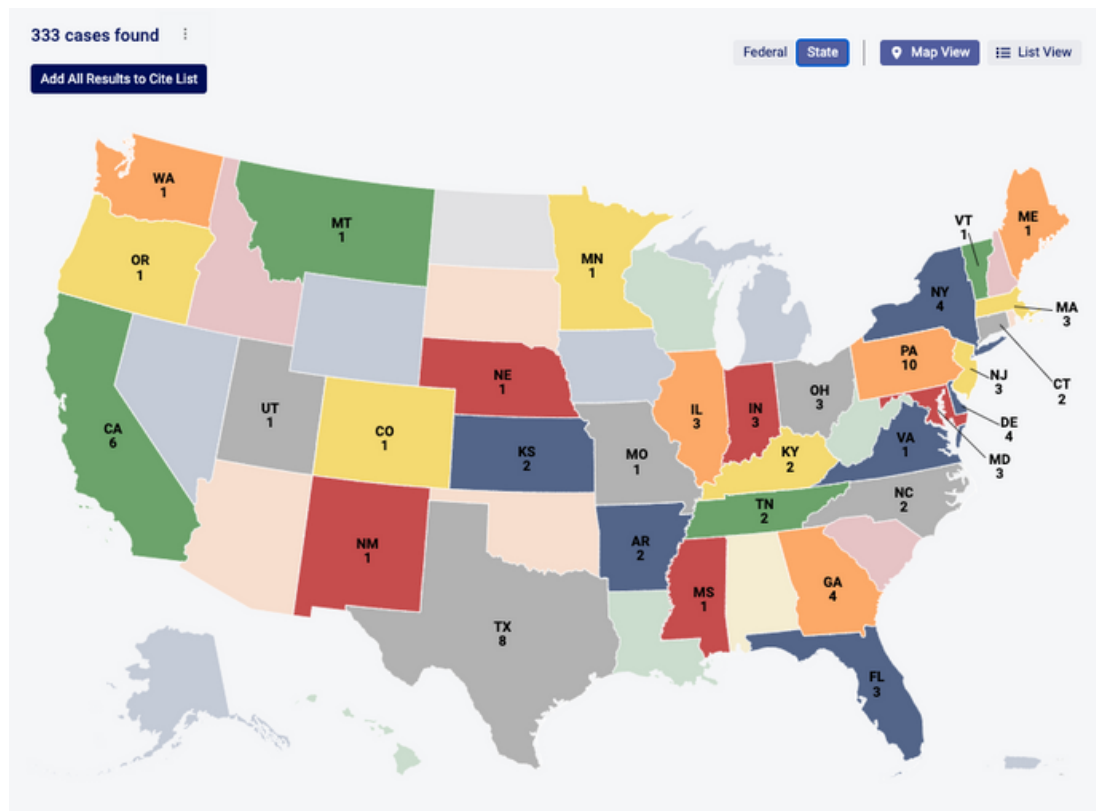 333 cases found
Federal
State
Map View
List View
Add All Results to Cite List
WA
1
MT
1
VT
1
ME
1
OR
1
MN
1
NY
4
MA
3
PA
10
NE
1
NJ
3
CT
2
OH
3
UT
1
IL
3
IN
3
CO
1
CA
6
DE
4
VA
1
KS
2
MO
1
KY
2
MD
3
NC
2
TN
2
NM
1
AR
2
MS
1
GA
4
TX
8
FL
3